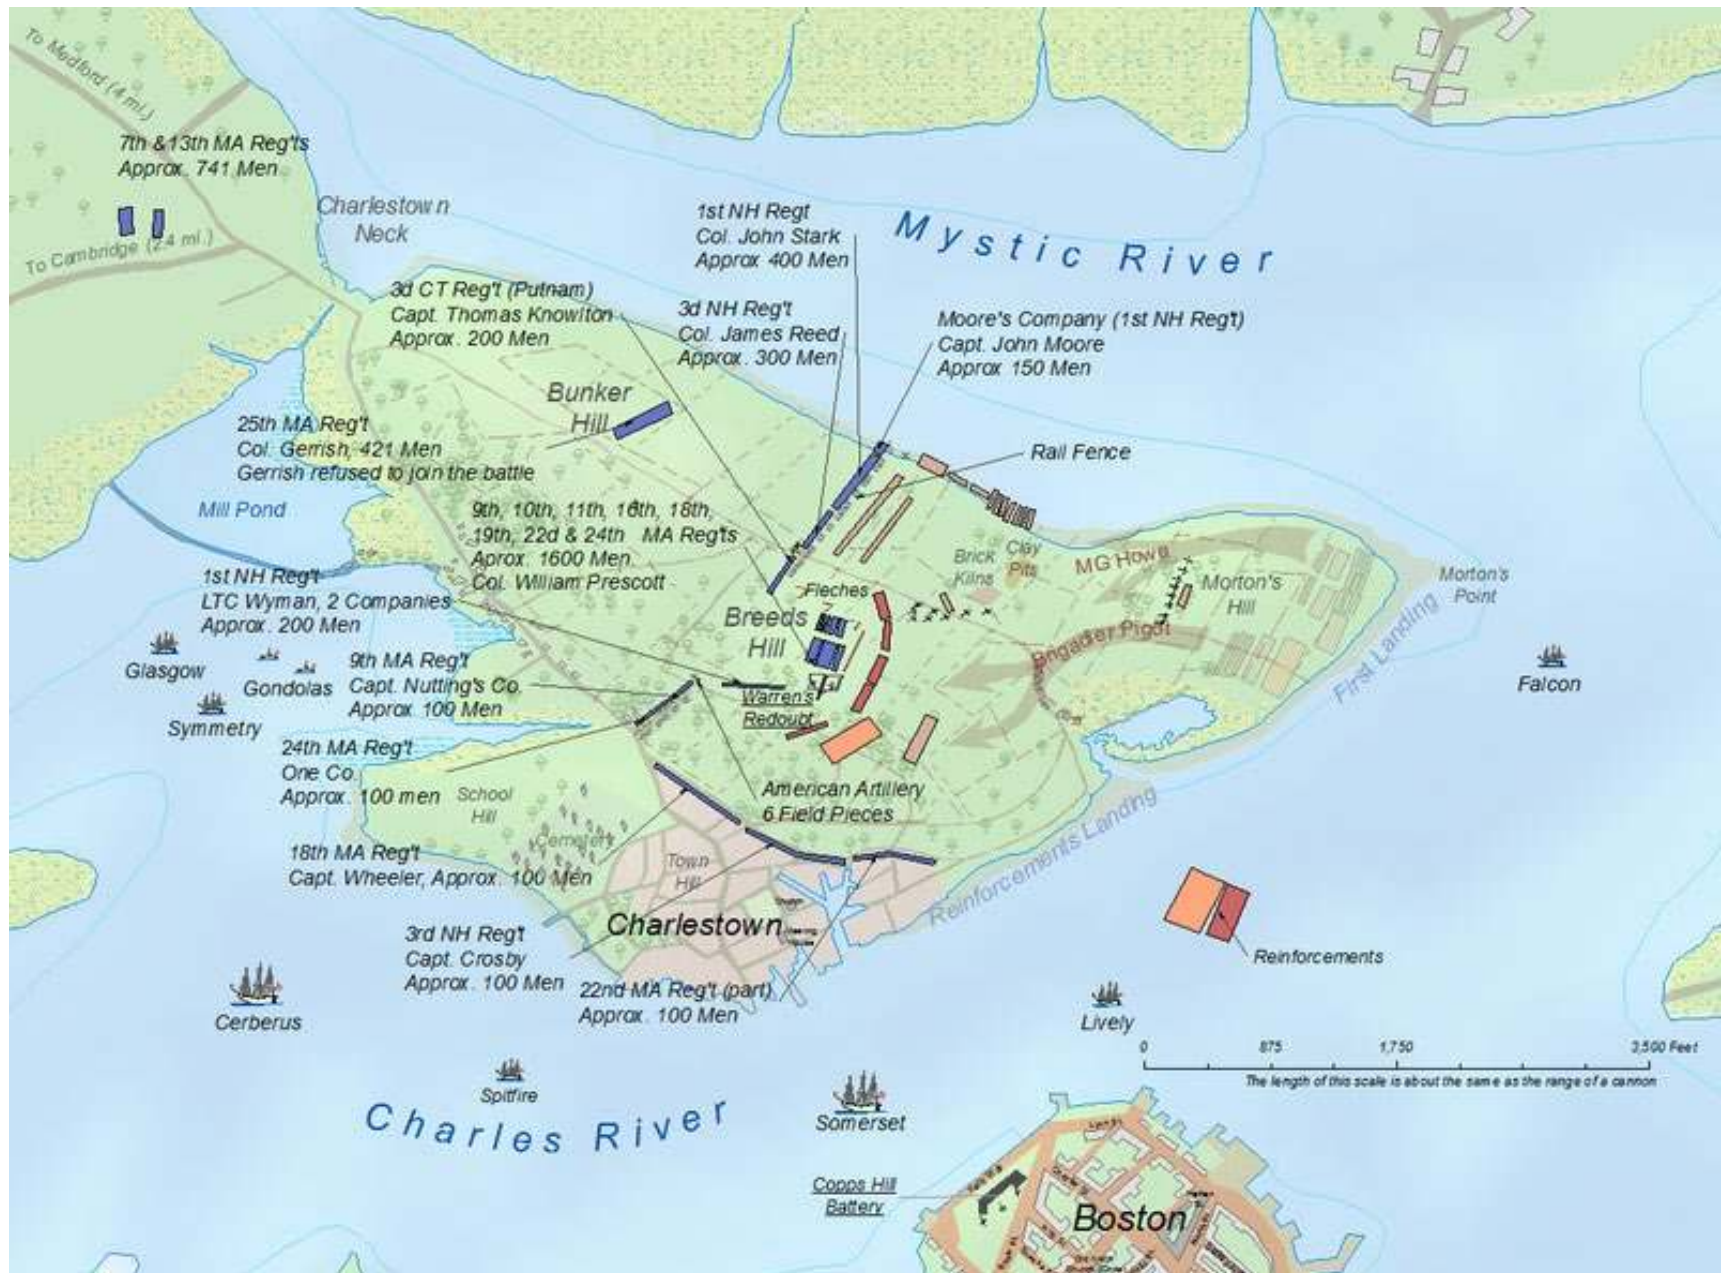 To Medford (4 mi.)
7th & 13th MA Reg'ts
Approx. 741 Men
To Cambridge (2.4 mi.)
Charlestown
Neck
1st NH Regt
Col. John Stark
Approx 400 Men
Mystic River
3d CT Reg't (Putnam)
Capt. Thomas Knowlton
Approx. 200 Men
3d NH Reg't
Col. James Reed
Approx. 300 Men
Moore's Company (1st NH Reg't)
Capt. John Moore
Approx 150 Men
Bunker
Hill
25th MA Reg't
Col. Gerrish, 421 Men
Gerrish refused to join the battle
Rail Fence
Mill Pond
9th, 10th, 11th, 16th, 18th,
19th, 22d & 24th MA Reg'ts
Aprox. 1600 Men
Col. William Prescott
Brick
Kilns
Clay
Pits
MG Howe
Morton's
Hill
Morton's
Point
1st NH Reg't
LTC Wyman, 2 Companies
Approx. 200 Men
Fleches
Breeds
Hill
Brigadier Pigot
First Landing
Glasgow
Gondolas
Symmetry
Falcon
9th MA Reg't
Capt. Nutting's Co.
Approx 100 Men
Warren's
Redoubt
24th MA Reg't
One Co.
Approx. 100 men
School
Hill
American Artillery
6 Field Pieces
Cemetery
Reinforcements Landing
18th MA Reg't
Capt. Wheeler, Approx. 100 Men
Town
Hill
Charlestown
3rd NH Reg't
Capt. Crosby
Approx. 100 Men
22nd MA Reg't (part)
Approx. 100 Men
Reinforcements
Cerberus
Lively
0 875 1,750 3,500 Feet
The length of this scale is about the same as the range of a cannon
Spitfire
Charles River
Somerset
Copps Hill
Battery
Boston